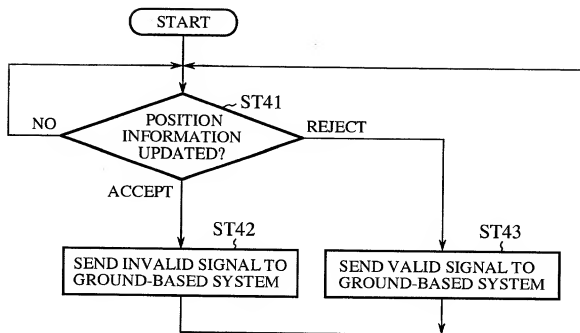 START
ST41
POSITION
INFORMATION
UPDATED?
NO
REJECT
ACCEPT
ST42
SEND INVALID SIGNAL TO
GROUND-BASED SYSTEM
ST43
SEND VALID SIGNAL TO
GROUND-BASED SYSTEM